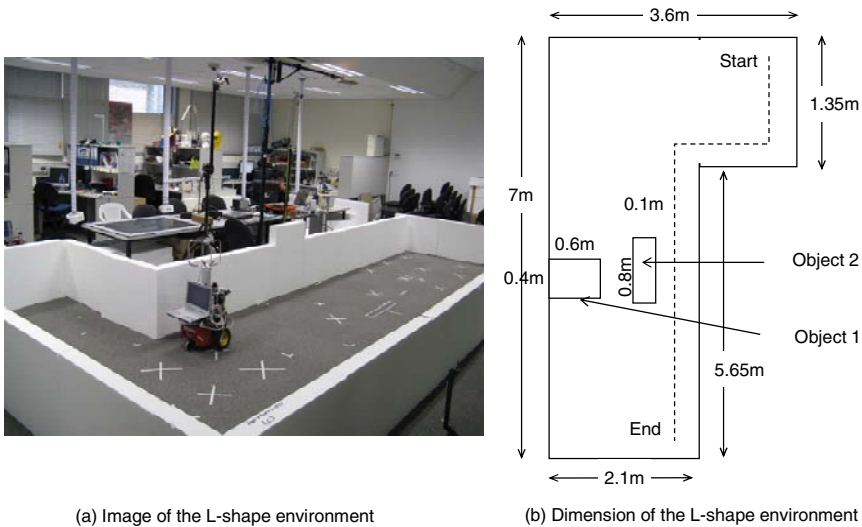 3.6m
Start
1.35m
7m
0.1m
0.6m
0.8m
Object 2
0.4m
Object 1
5.65m
End
2.1m
(a) Image of the L-shape environment
(b) Dimension of the L-shape environment